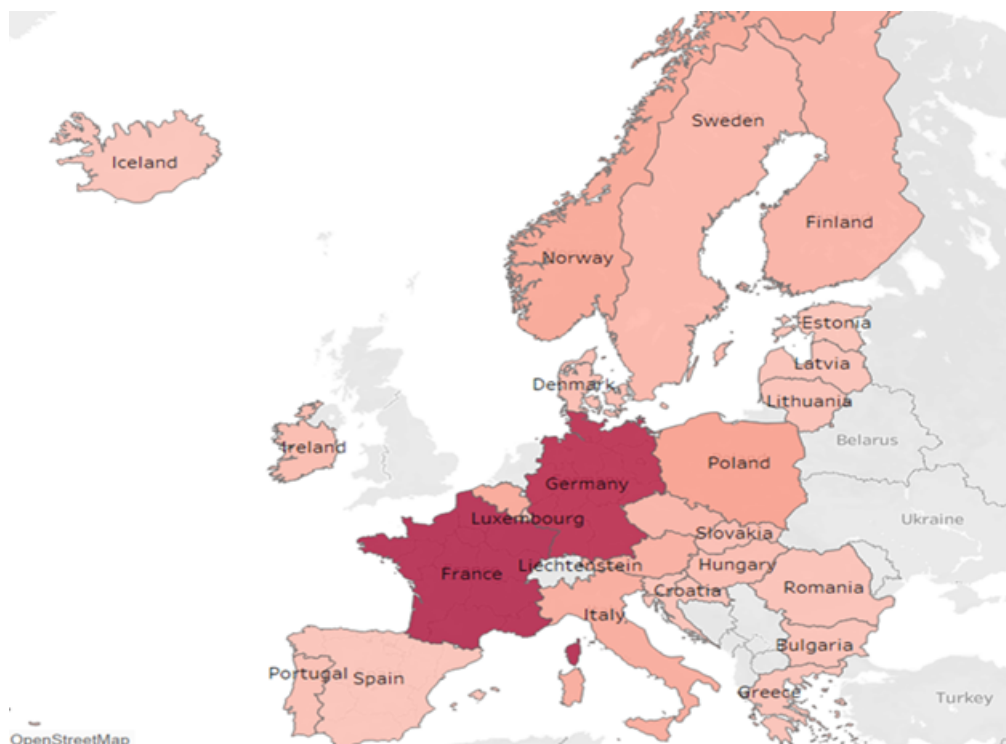 Sweden
Iceland
Finland
Norway
Estonia
Latvia
Denmark
Lithuania
Belarus
Ireland
Poland
Germany
Luxembourg
Ukraine
Slovakia
Liechtenstein
Hungary
France
Romania
Croatia
Italy
Bulgaria
Portugal
Spain
Greece
Turkey
OpenStreetMap